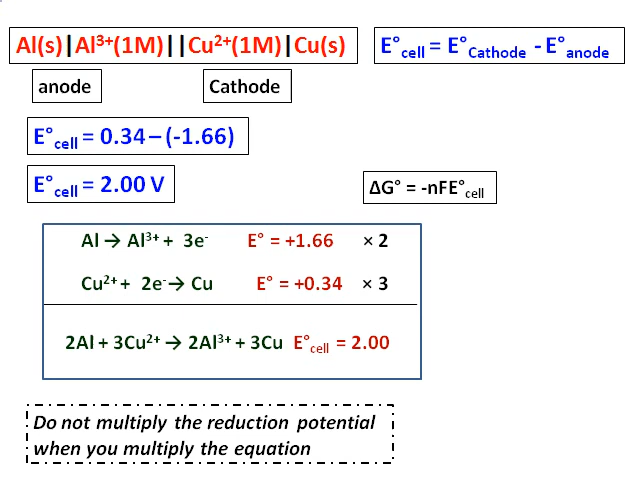 Al(s)|Al³⁺(1M)||Cu²⁺(1M)|Cu(s)
E°cell = E°Cathode - E°anode
anode
Cathode
E°cell = 0.34 – (-1.66)
E°cell = 2.00 V
ΔG° = -nFE°cell
Al → Al³⁺ + 3e⁻ E° = +1.66 × 2
Cu²⁺ + 2e⁻ → Cu E° = +0.34 × 3
2Al + 3Cu²⁺ → 2Al³⁺ + 3Cu E°cell = 2.00
Do not multiply the reduction potential
when you multiply the equation